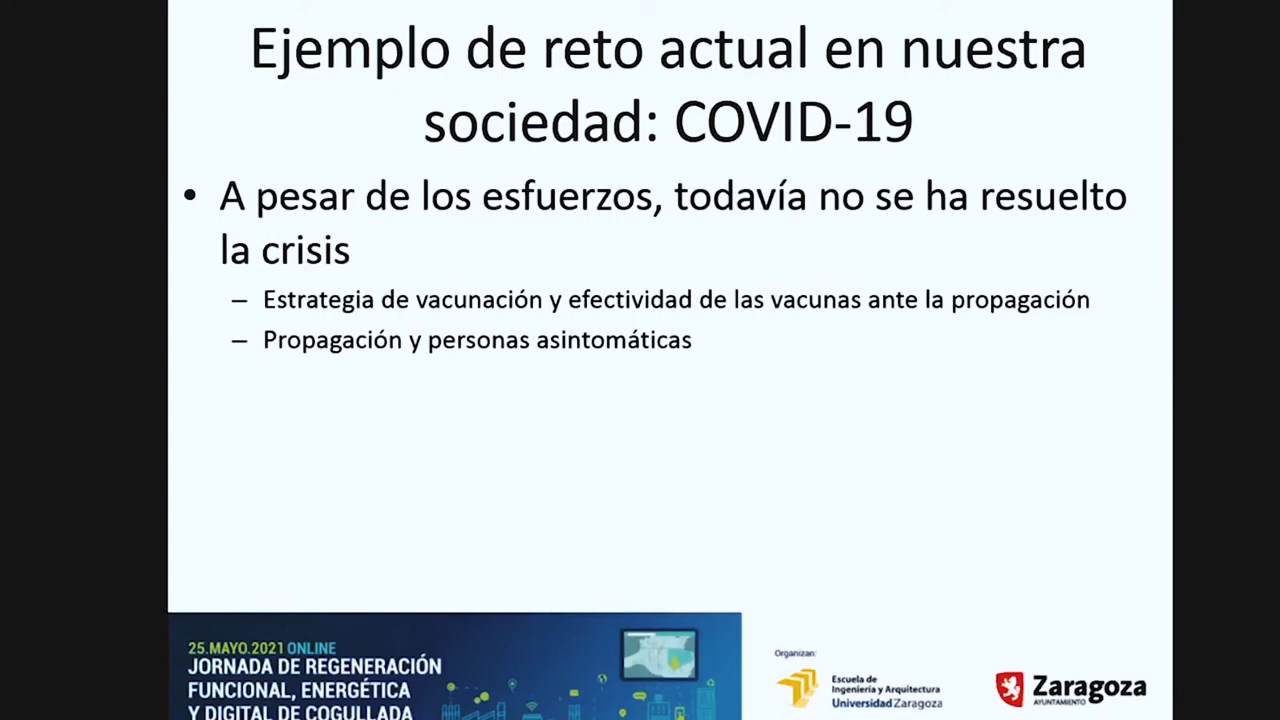 Ejemplo de reto actual en nuestra
sociedad: COVID-19
• A pesar de los esfuerzos, todavía no se ha resuelto
la crisis
– Estrategia de vacunación y efectividad de las vacunas ante la propagación
– Propagación y personas asintomáticas
25.MAYO.2021 ONLINE
JORNADA DE REGENERACIÓN
FUNCIONAL, ENERGÉTICA
Y DIGITAL DE COGULLADA
Organizan:
Escuela de
Ingeniería y Arquitectura
Universidad Zaragoza
Zaragoza
AYUNTAMIENTO